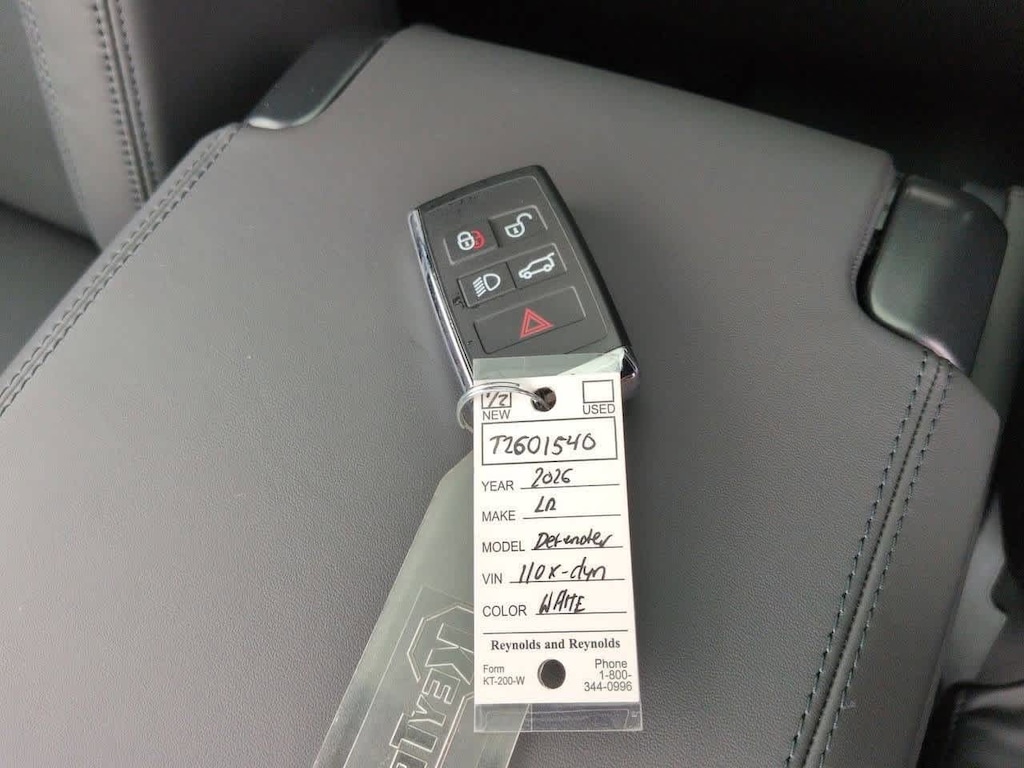 1/2
NEW USED
T2601540
YEAR 2026
MAKE LR
MODEL Defender
VIN 110X-dyn
COLOR WHITE
Reynolds and Reynolds
Form
KT-200-W
Phone
1-800-
344-0996